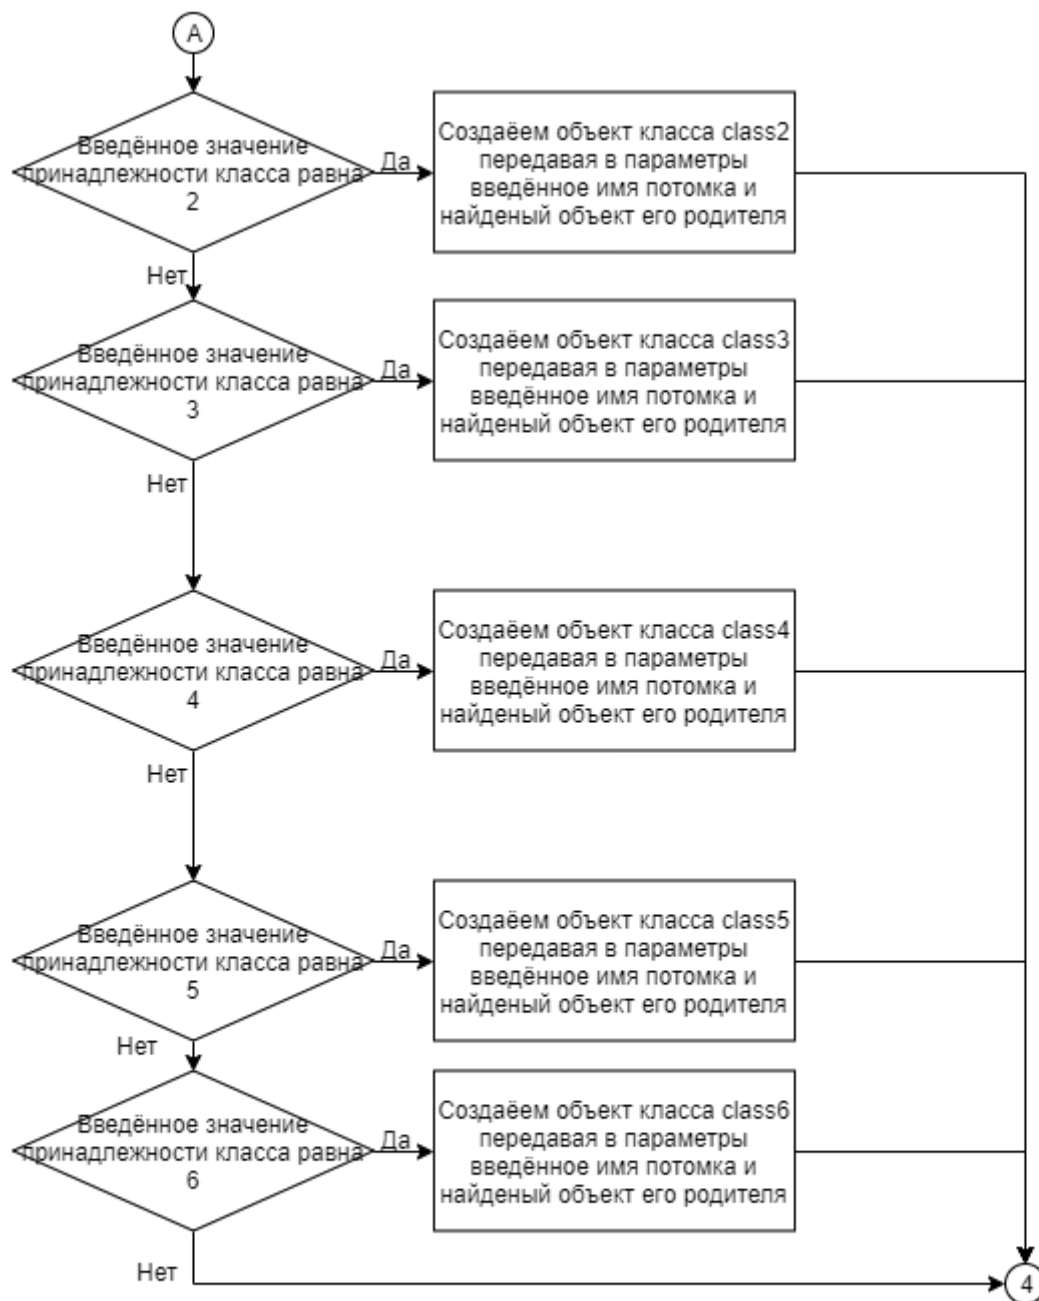 A
Введённое значение
принадлежности класса равна
2
Да
Создаёем объект класса class2
передавая в параметры
введённое имя потомка и
найденый объект его родителя
Нет
Введённое значение
принадлежности класса равна
3
Да
Создаёем объект класса class3
передавая в параметры
введённое имя потомка и
найденый объект его родителя
Нет
Введённое значение
принадлежности класса равна
4
Да
Создаёем объект класса class4
передавая в параметры
введённое имя потомка и
найденый объект его родителя
Нет
Введённое значение
принадлежности класса равна
5
Да
Создаёем объект класса class5
передавая в параметры
введённое имя потомка и
найденый объект его родителя
Нет
Введённое значение
принадлежности класса равна
6
Да
Создаёем объект класса class6
передавая в параметры
введённое имя потомка и
найденый объект его родителя
Нет
4